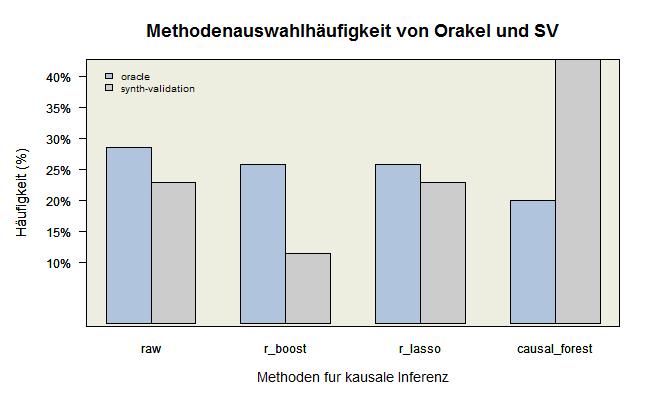 Methodenauswahlhäufigkeit von Orakel und SV
40%
35%
30%
25%
20%
15%
10%
Häufigkeit (%)
oracle
synth-validation
raw
r_boost
r_lasso
causal_forest
Methoden fur kausale Inferenz